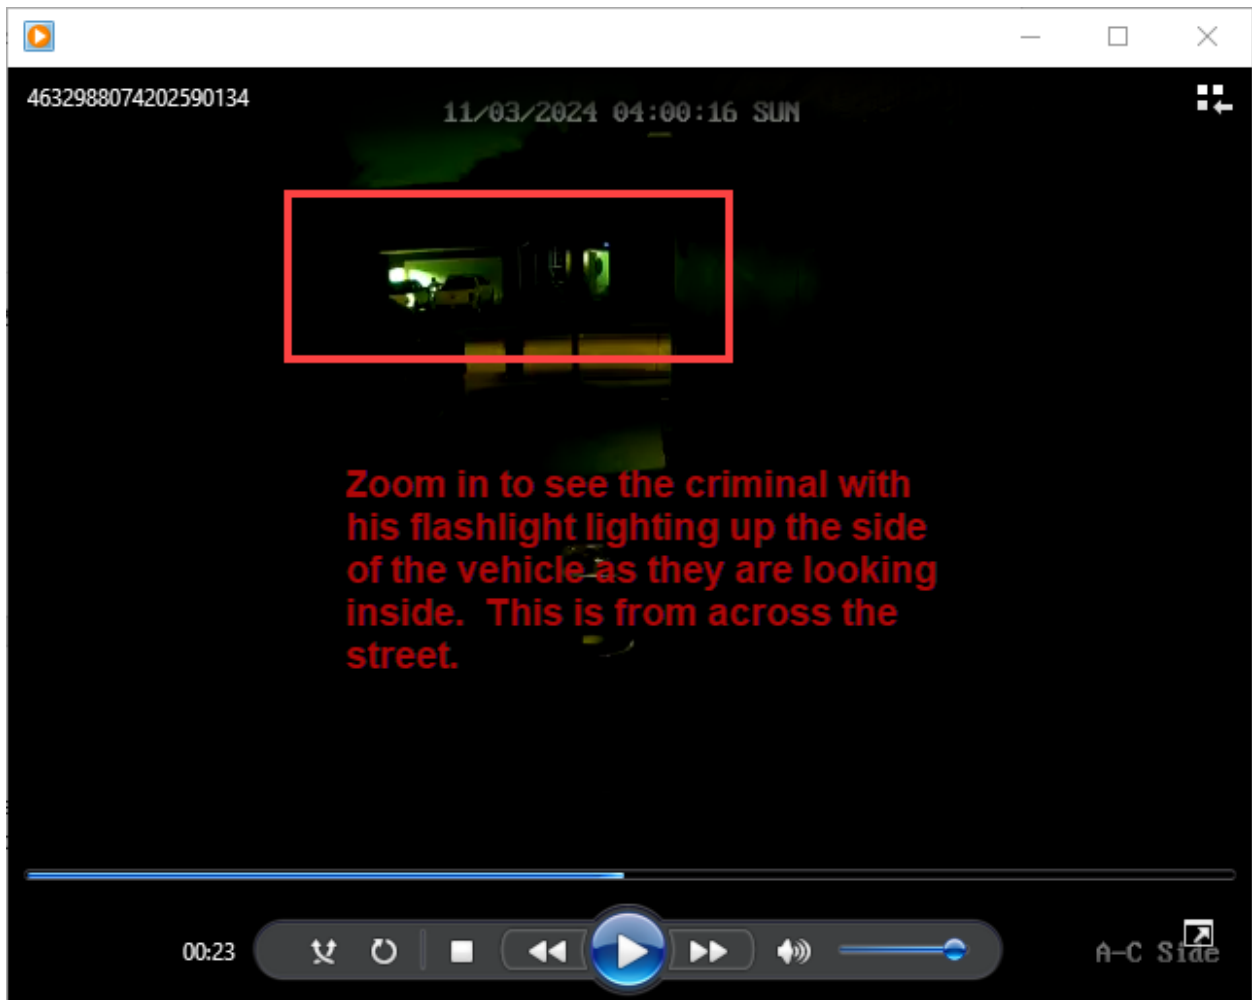 4632988074202590134
11/03/2024 04:00:16 SUN
Zoom in to see the criminal with
his flashlight lighting up the side
of the vehicle as they are looking
inside.  This is from across the
street.
00:23
A-C Side